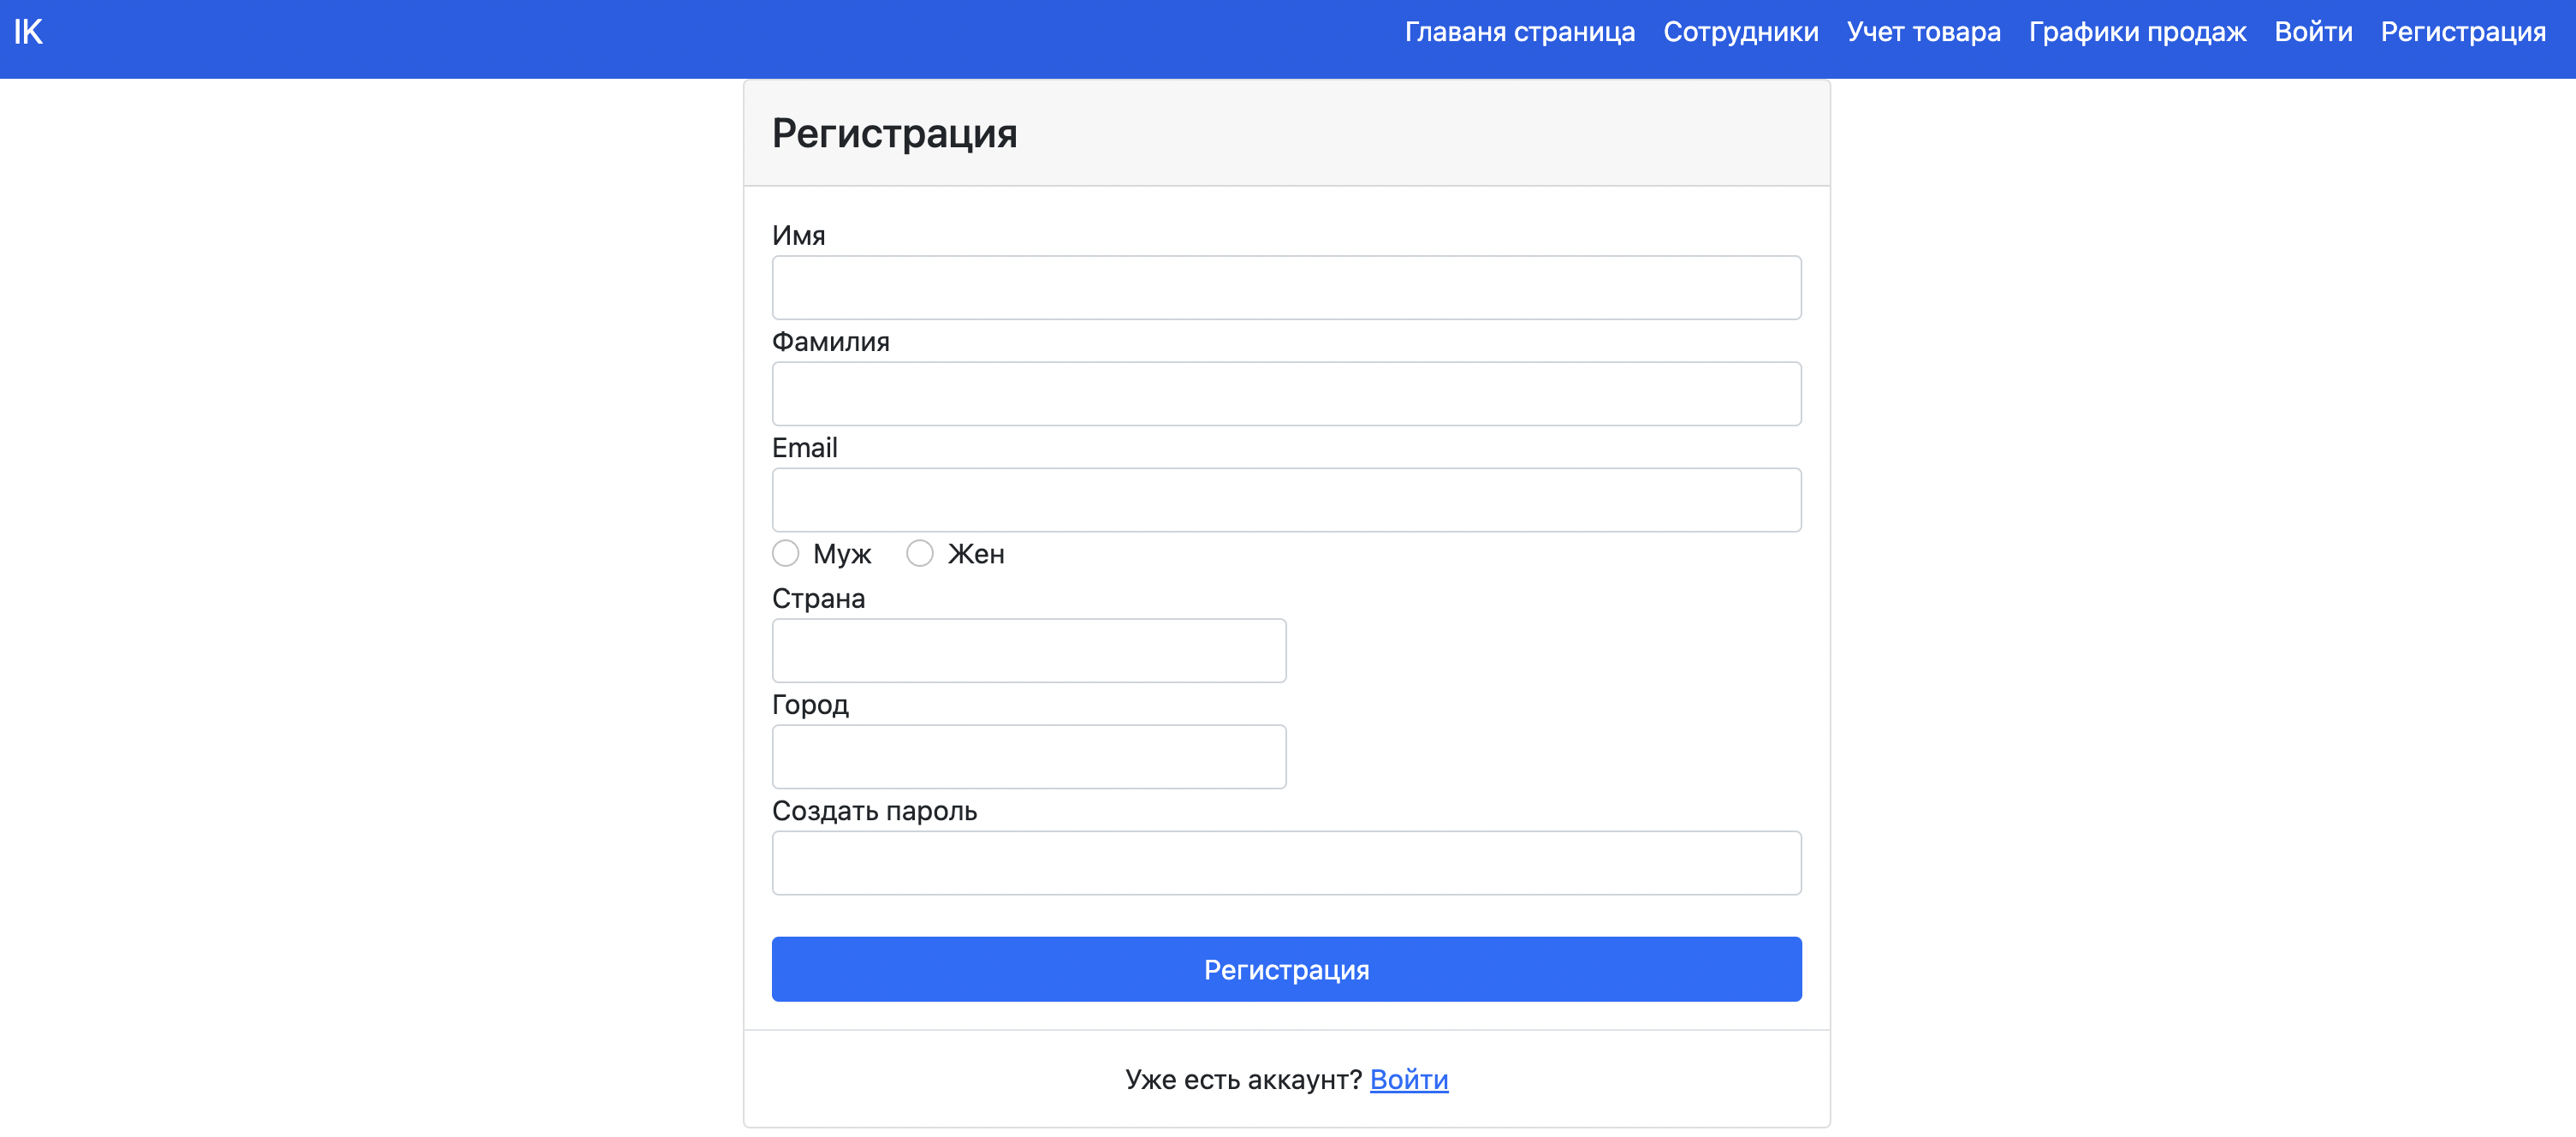 IK
Главаня страница Сотрудники Учет товара Графики продаж Войти Регистрация
Регистрация
Имя
Фамилия
Email
Муж Жен
Страна
Город
Создать пароль
Регистрация
Уже есть аккаунт? Войти